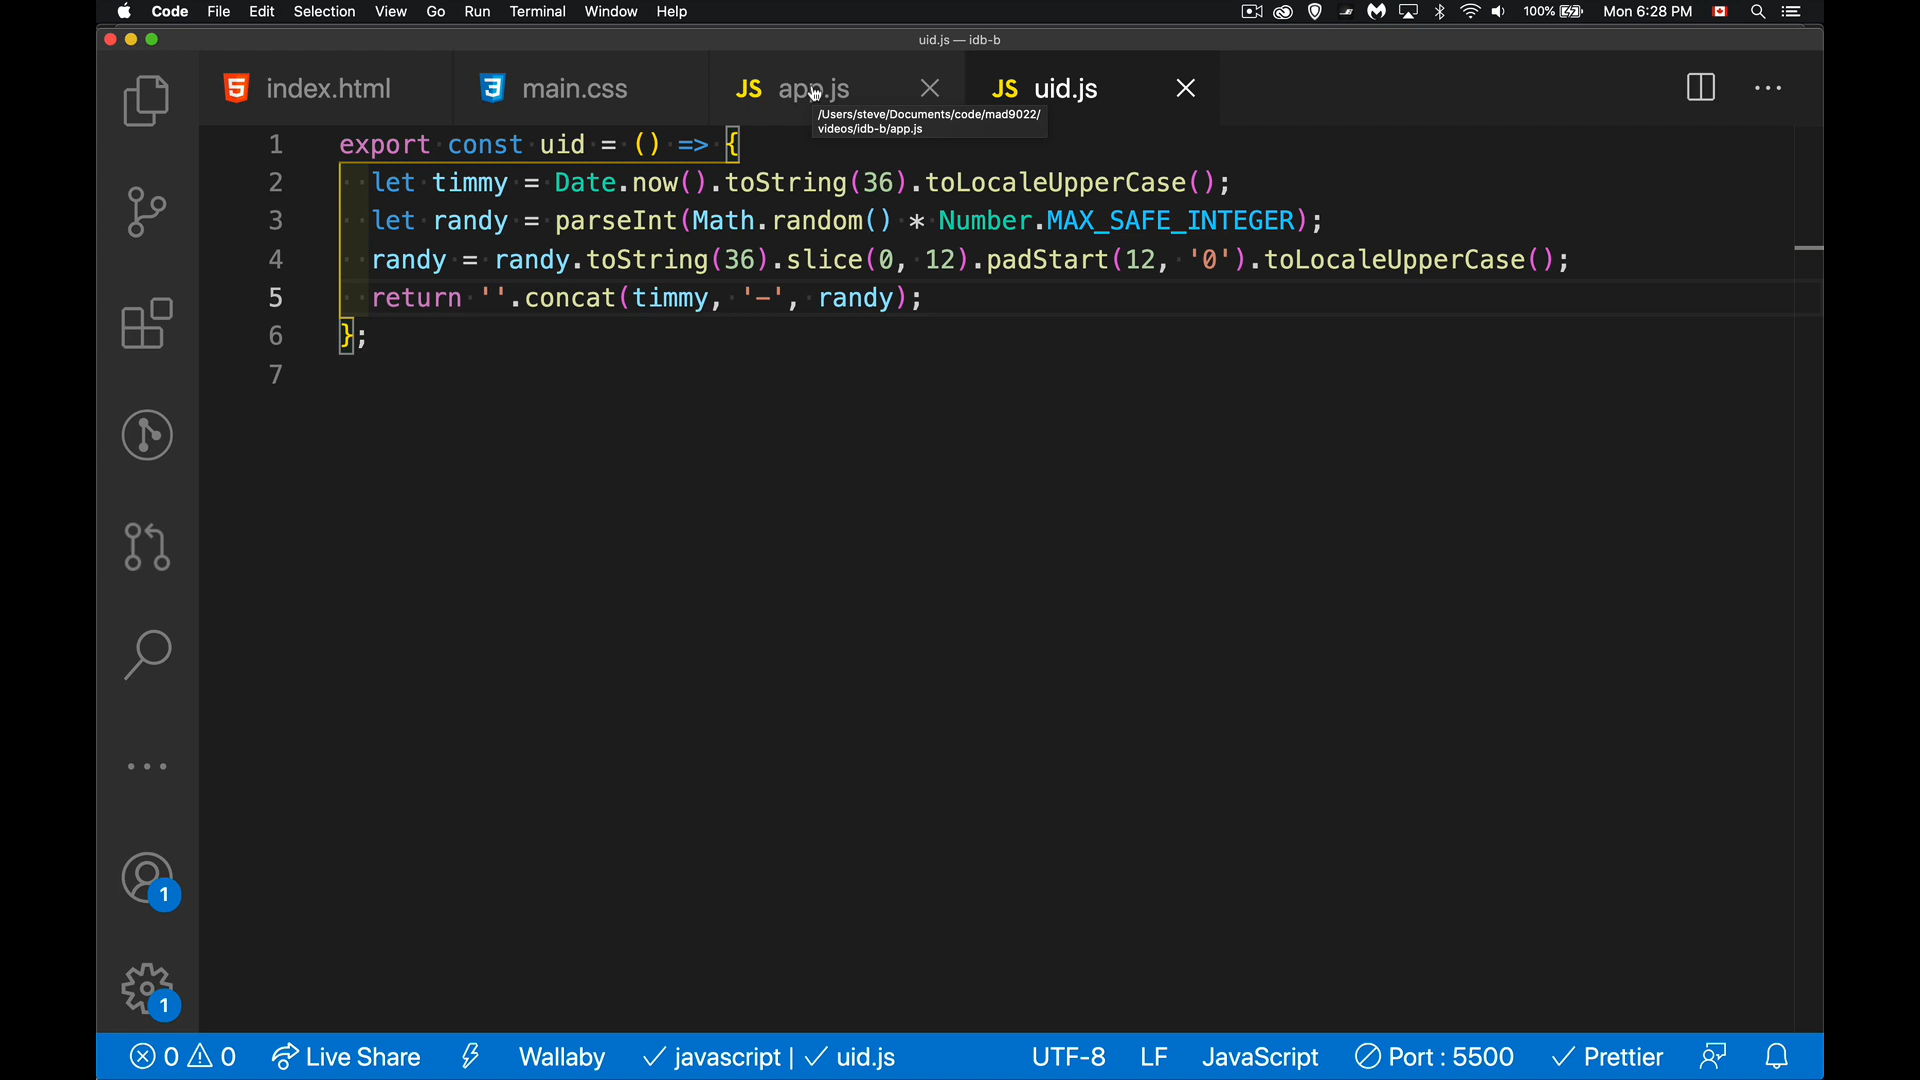 Code File Edit Selection View Go Run Terminal Window Help 100% Mon 6:28 PM
uid.js — idb-b
index.html JS main.css JS app.js JS uid.js
/Users/steve/Documents/code/mad9022/
videos/idb-b/app.js
1 export const uid = () => {
2 let timmy = Date.now().toString(36).toLocaleUpperCase();
3 let randy = parseInt(Math.random() * Number.MAX_SAFE_INTEGER);
4 randy = randy.toString(36).slice(0, 12).padStart(12, '0').toLocaleUpperCase();
5 return ''.concat(timmy, '-', randy);
6 };
7
1
1
0 0 Live Share Wallaby javascript | uid.js UTF-8 LF JavaScript Port : 5500 Prettier